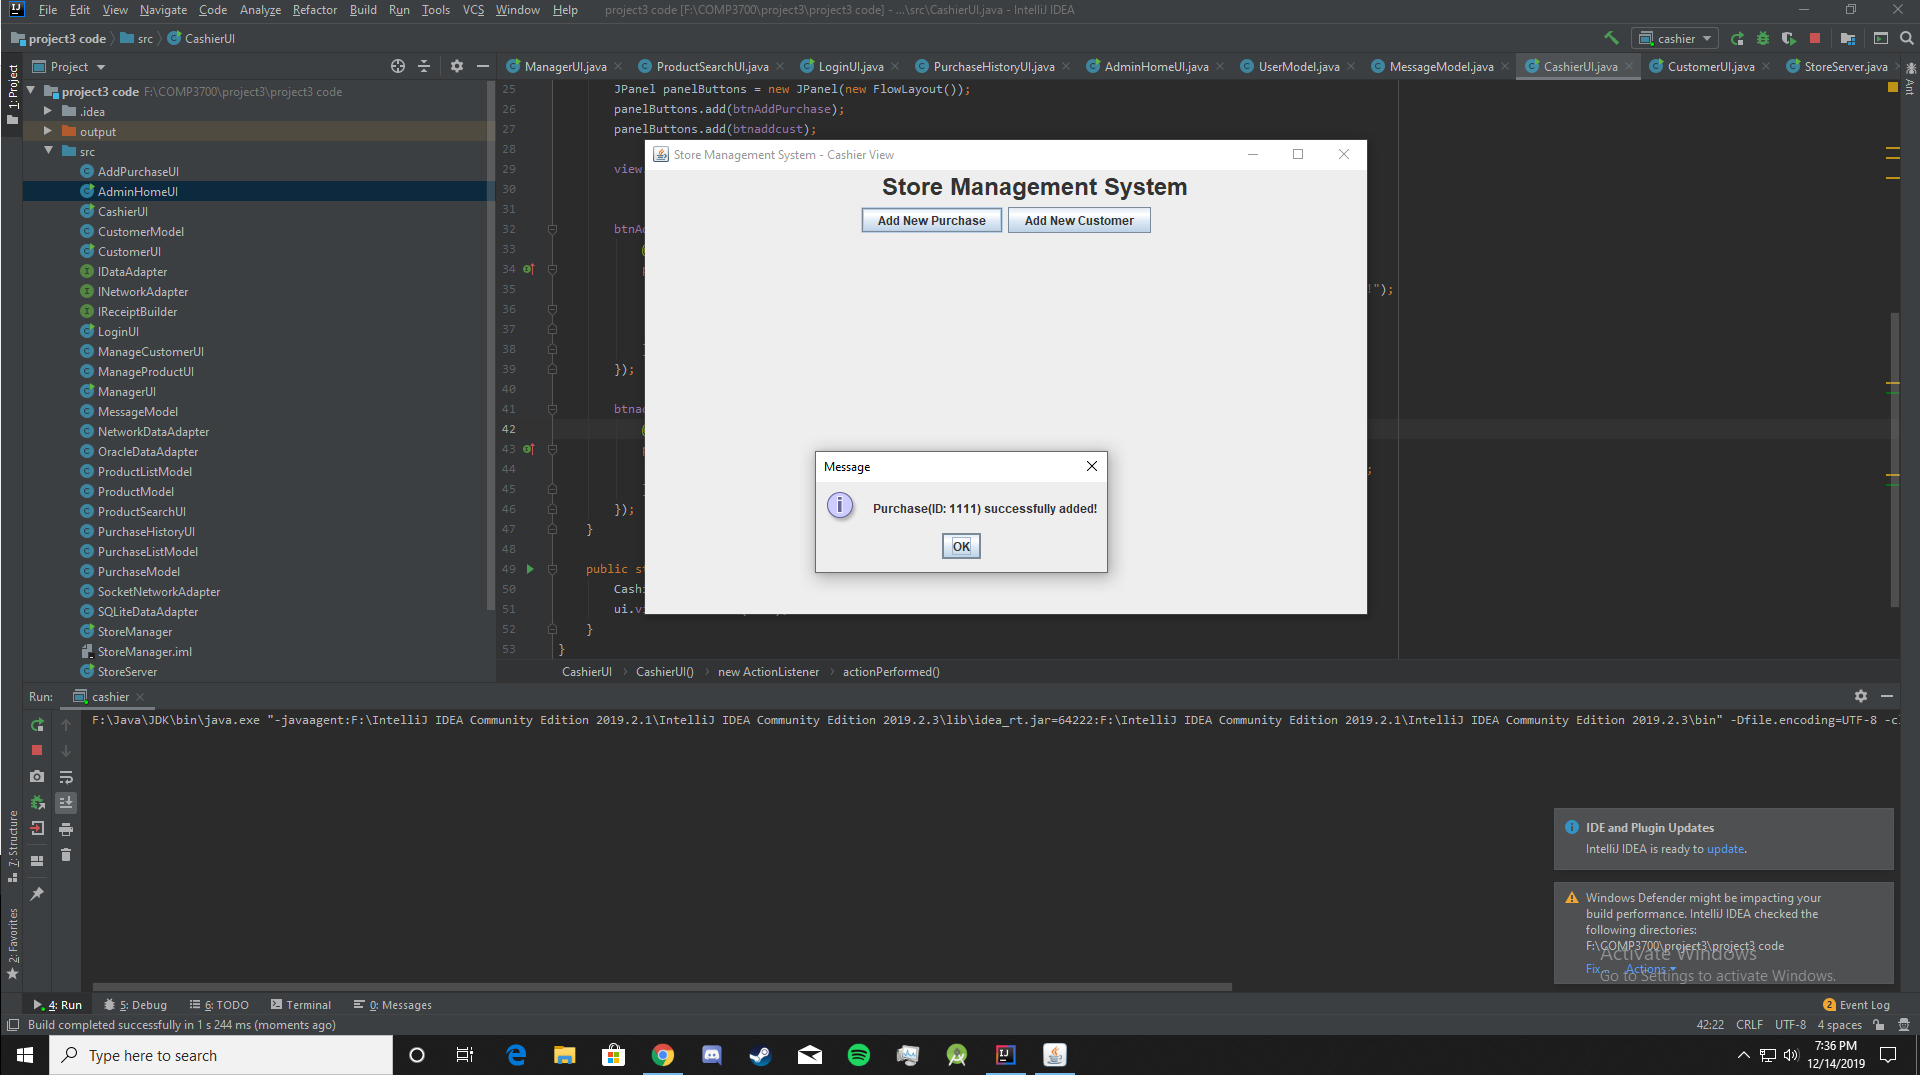 File Edit View Navigate Code Analyze Refactor Build Run Tools VCS Window Help project3 code [F:\COMP3700\project3\project3 code] - ...\src\CashierUI.java - IntelliJ IDEA
project3 code src CashierUI cashier
1: Project
Project
ManagerUI.java ProductSearchUI.java LoginUI.java PurchaseHistoryUI.java AdminHomeUI.java UserModel.java MessageModel.java CashierUI.java CustomerUI.java StoreServer.java
Ant
project3 code F:\COMP3700\project3\project3 code
.idea
output
src
AddPurchaseUI
AdminHomeUI
CashierUI
CustomerModel
CustomerUI
IDataAdapter
INetworkAdapter
IReceiptBuilder
LoginUI
ManageCustomerUI
ManageProductUI
ManagerUI
MessageModel
NetworkDataAdapter
OracleDataAdapter
ProductListModel
ProductModel
ProductSearchUI
PurchaseHistoryUI
PurchaseListModel
PurchaseModel
SocketNetworkAdapter
SQLiteDataAdapter
StoreManager
StoreManager.iml
StoreServer
25 JPanel panelButtons = new JPanel(new FlowLayout());
26 panelButtons.add(btnAddPurchase);
27 panelButtons.add(btnaddcust);
28
29 view
30
31
32 btnAd
33
34
35 !");
36
37
38
39 });
40
41 btnad
42
43
44 ;
45
46 });
47 }
48
49 public st
50 Cashi
51 ui.v
52 }
53 }
Store Management System - Cashier View
Store Management System
Add New Purchase Add New Customer
Message
Purchase(ID: 1111) successfully added!
OK
CashierUI CashierUI() new ActionListener actionPerformed()
Run: cashier
F:\Java\JDK\bin\java.exe "-javaagent:F:\IntelliJ IDEA Community Edition 2019.2.1\IntelliJ IDEA Community Edition 2019.2.3\lib\idea_rt.jar=64222:F:\IntelliJ IDEA Community Edition 2019.2.1\IntelliJ IDEA Community Edition 2019.2.3\bin" -Dfile.encoding=UTF-8 -cl
7: Structure
2: Favorites
IDE and Plugin Updates
IntelliJ IDEA is ready to update.
Windows Defender might be impacting your
build performance. IntelliJ IDEA checked the
following directories:
F:\COMP3700\project3\project3 code
Fix... Actions
Activate Windows
Go to Settings to activate Windows.
4: Run 5: Debug 6: TODO Terminal 0: Messages 2 Event Log
Build completed successfully in 1 s 244 ms (moments ago) 42:22 CRLF UTF-8 4 spaces
Type here to search
7:36 PM
12/14/2019